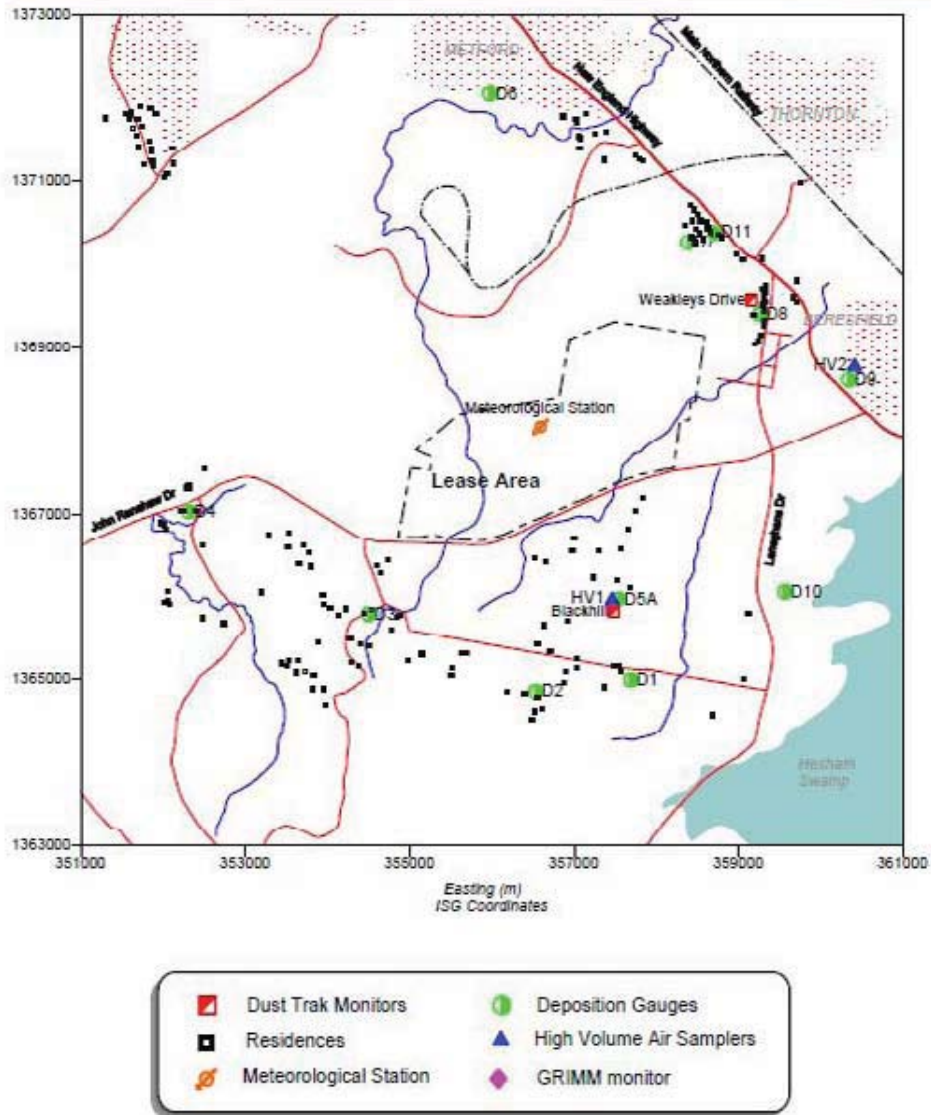 1373000
METFORD
D6
New England Highway
Main Northern Railway
THORNTON
1371000
D11
Weakleys Drive
D8
BERESFIELD
1369000
HV2
D9
Meteorological Station
Lease Area
John Renshaw Dr
D4
1367000
Lenaghans Dr
D10
HV1
D5A
Blackhill
D3
1365000
D1
D2
Hexham
Swamp
1363000
351000
353000
355000
357000
359000
361000
Easting (m)
ISG Coordinates
Dust Trak Monitors
Deposition Gauges
Residences
High Volume Air Samplers
Meteorological Station
GRIMM monitor